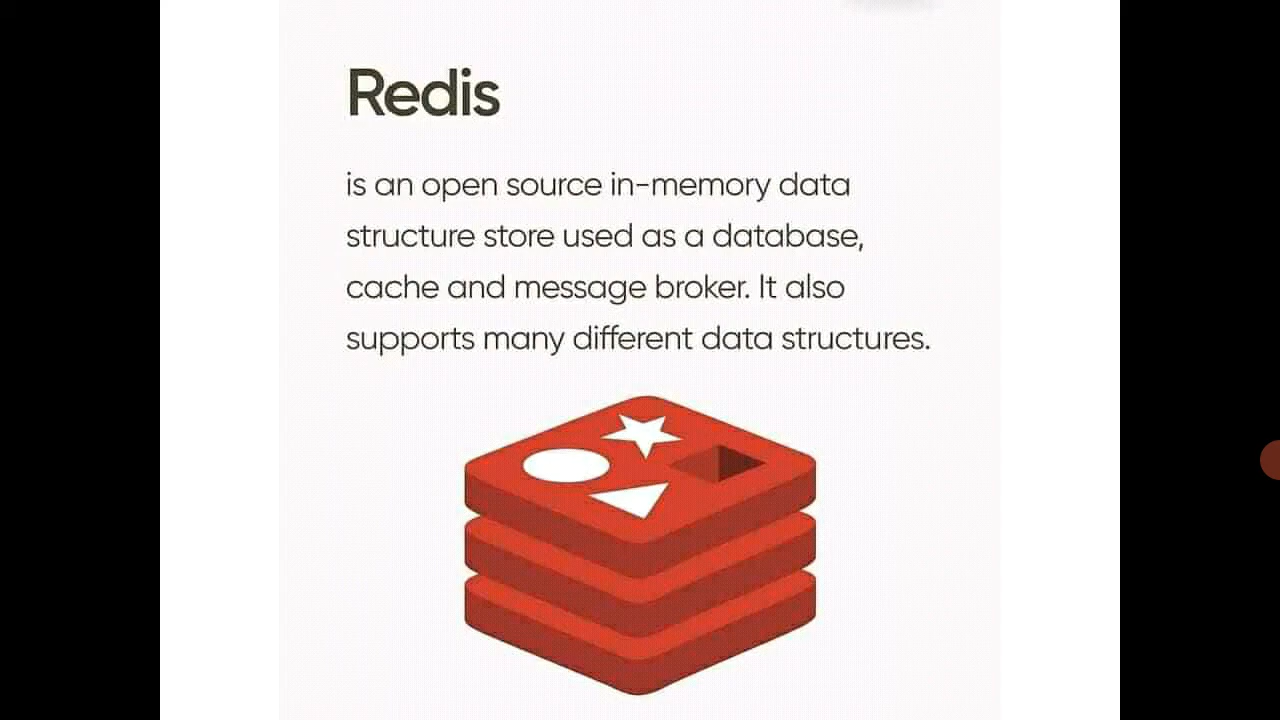 Redis
is an open source in-memory data
structure store used as a database,
cache and message broker. It also
supports many different data structures.